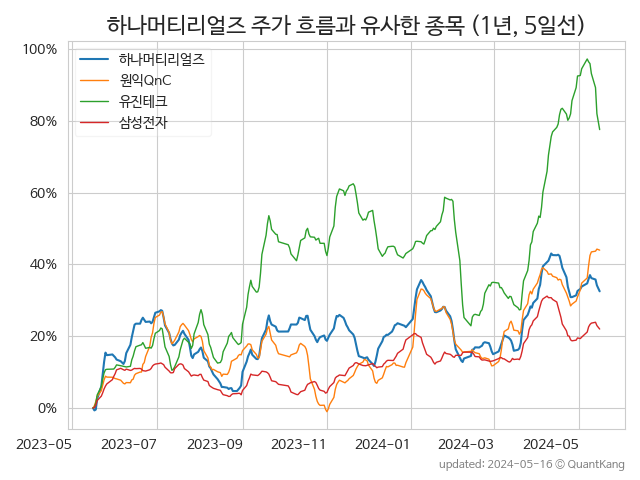 하나머티리얼즈 주가 흐름과 유사한 종목 (1년, 5일선)
100%
80%
60%
40%
20%
0%
하나머티리얼즈
원익QnC
유진테크
삼성전자
2023-05 2023-07 2023-09 2023-11 2024-01 2024-03 2024-05
updated: 2024-05-16 © QuantKang